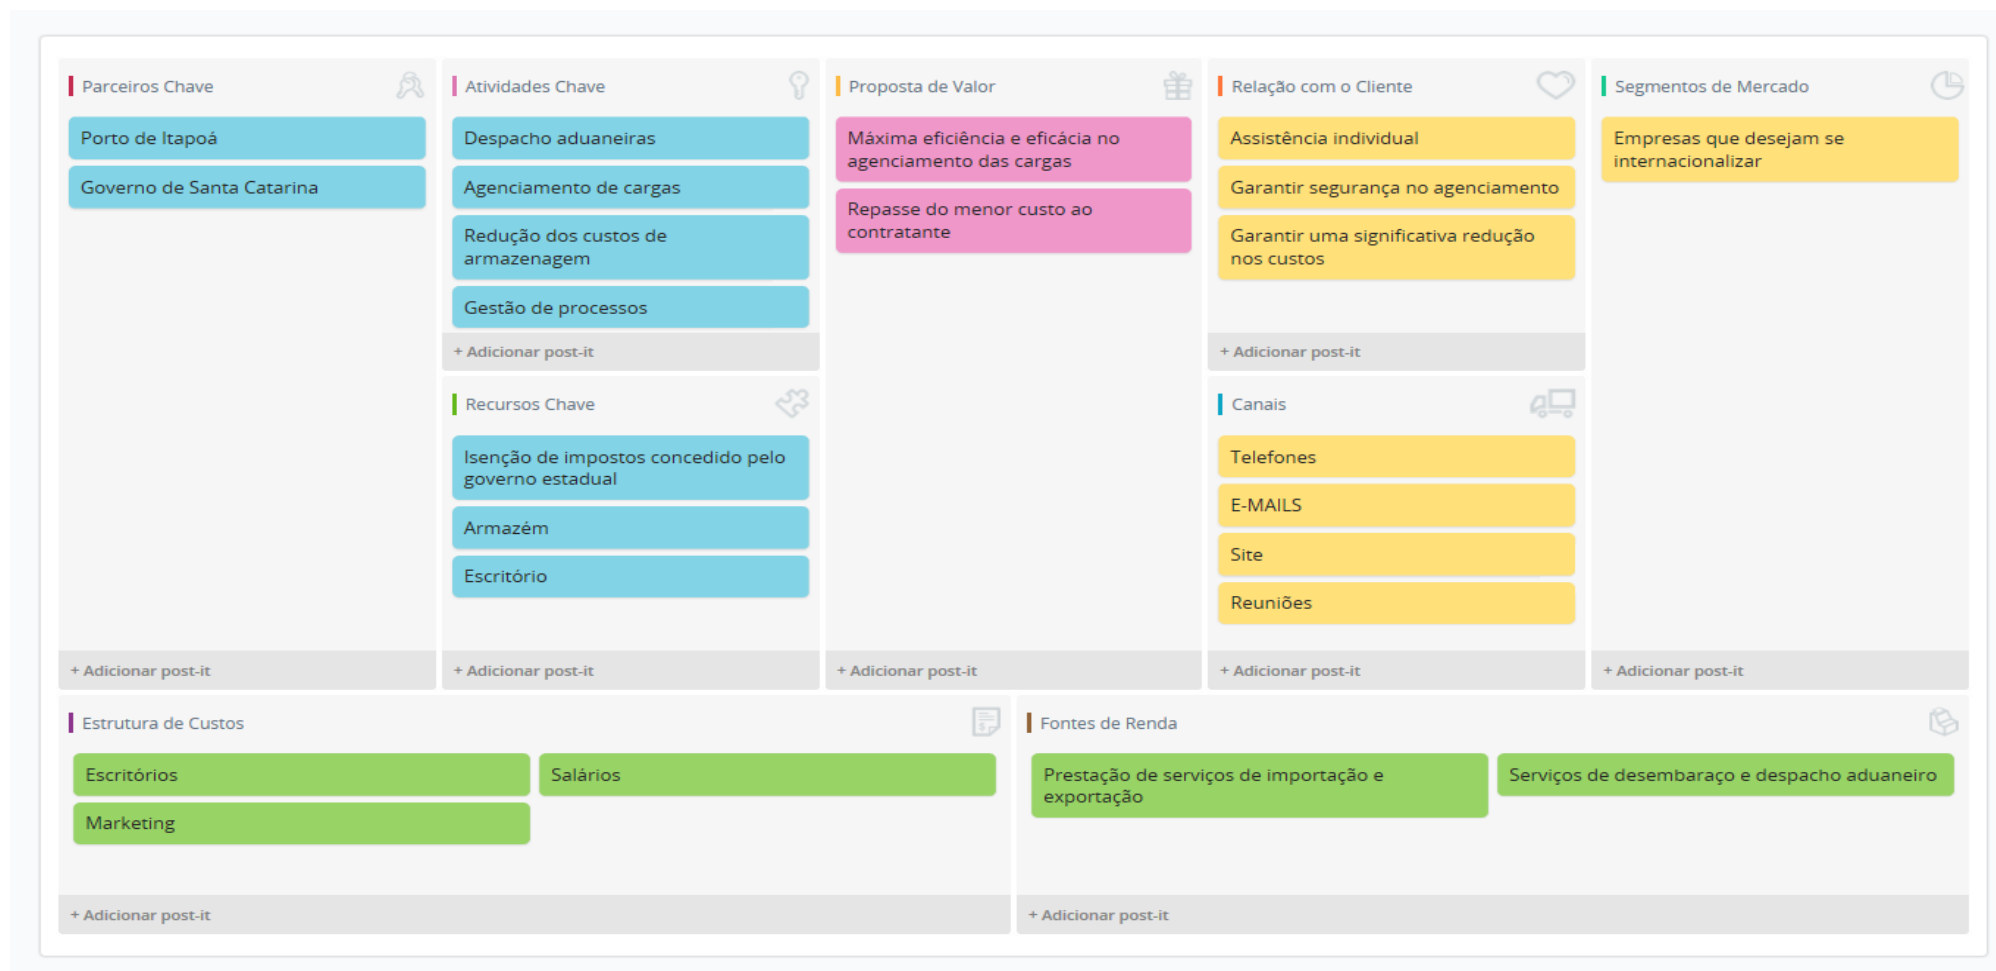 Parceiros Chave
Porto de Itapoá
Governo de Santa Catarina
+ Adicionar post-it
Atividades Chave
Despacho aduaneiras
Agenciamento de cargas
Redução dos custos de
armazenagem
Gestão de processos
+ Adicionar post-it
Recursos Chave
Isenção de impostos concedido pelo
governo estadual
Armazém
Escritório
+ Adicionar post-it
Proposta de Valor
Máxima eficiência e eficácia no
agenciamento das cargas
Repasse do menor custo ao
contratante
+ Adicionar post-it
Relação com o Cliente
Assistência individual
Garantir segurança no agenciamento
Garantir uma significativa redução
nos custos
+ Adicionar post-it
Canais
Telefones
E-MAILS
Site
Reuniões
+ Adicionar post-it
Segmentos de Mercado
Empresas que desejam se
internacionalizar
+ Adicionar post-it
Estrutura de Custos
Escritórios
Salários
Marketing
+ Adicionar post-it
Fontes de Renda
Prestação de serviços de importação e
exportação
Serviços de desembaraço e despacho aduaneiro
+ Adicionar post-it